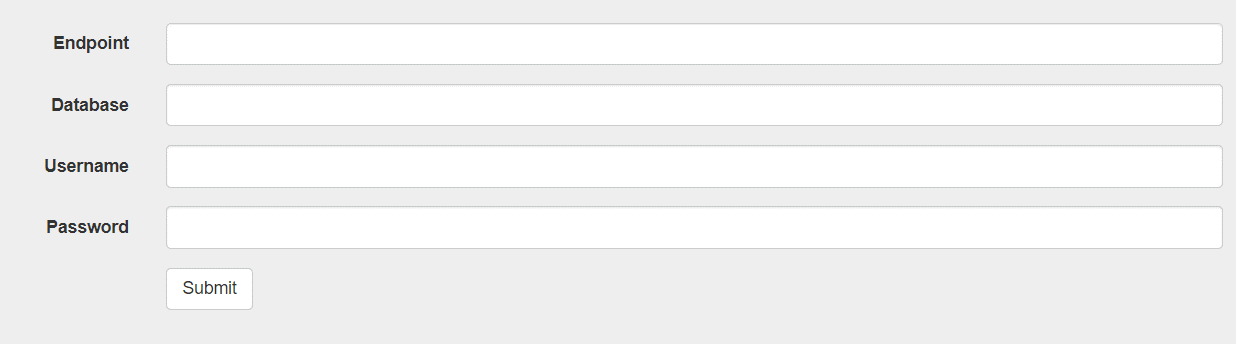 Endpoint
Database
Username
Password
Submit